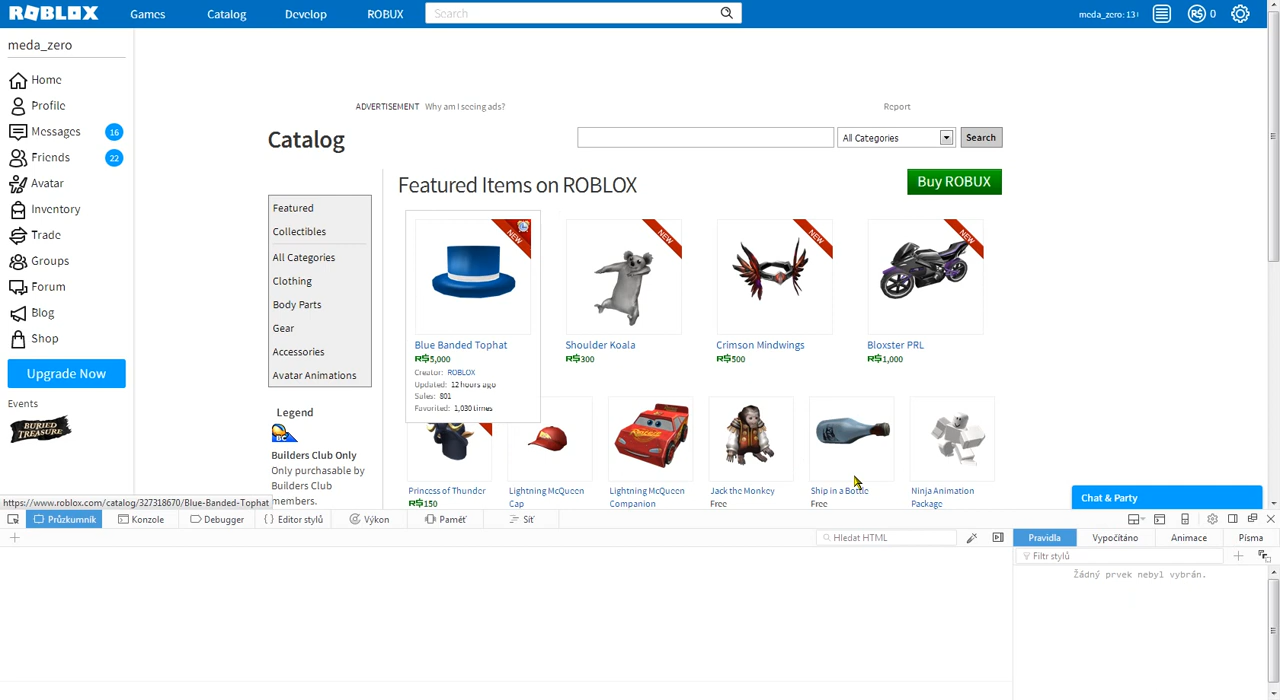 ROBLOX Games Catalog Develop ROBUX Search meda_zero: 13+ 0
meda_zero
Home
Profile
Messages 16
Friends 22
Avatar
Inventory
Trade
Groups
Forum
Blog
Shop
Upgrade Now
Events
BURIED
TREASURE
ADVERTISEMENT Why am I seeing ads? Report
Catalog
All Categories Search
Featured
Collectibles
All Categories
Clothing
Body Parts
Gear
Accessories
Avatar Animations
Legend
BC
Builders Club Only
Only purchasable by
Builders Club
members.
Featured Items on ROBLOX
Buy ROBUX
NEW
Blue Banded Tophat
R$5,000
Creator: ROBLOX
Updated: 12 hours ago
Sales: 801
Favorited: 1,030 times
NEW
Shoulder Koala
R$300
NEW
Crimson Mindwings
R$500
NEW
Bloxster PRL
R$1,000
Princess of Thunder
R$150
Lightning McQueen
Cap
Lightning McQueen
Companion
Jack the Monkey
Free
Ship in a Bottle
Free
Ninja Animation
Package
Chat & Party
https://www.roblox.com/catalog/327318670/Blue-Banded-Tophat
Průzkumník Konzole Debugger Editor stylů Výkon Paměť Síť
Hledat HTML
Pravidla Vypočítáno Animace Písma
Filtr stylů
Žádný prvek nebyl vybrán.